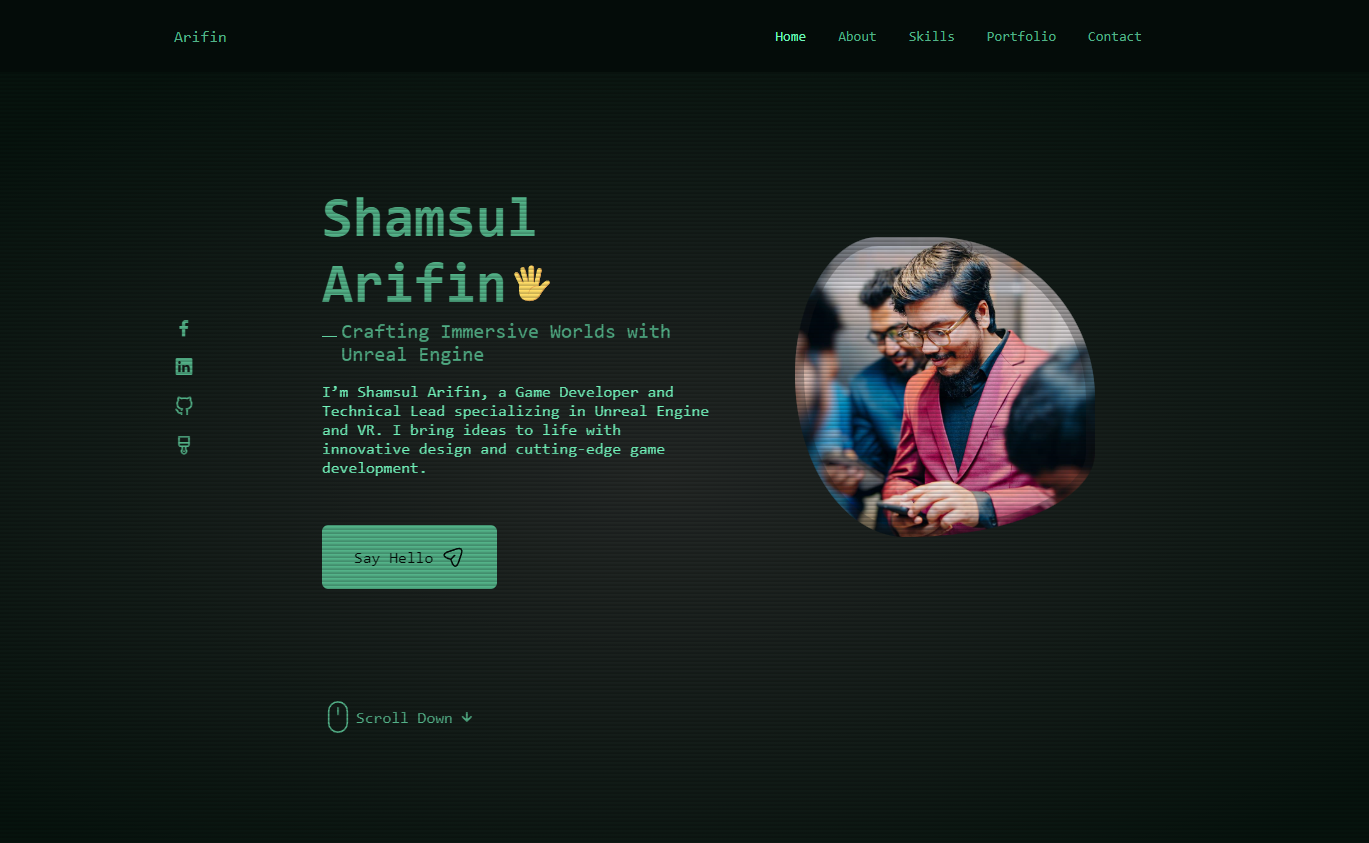 Arifin
Home About Skills Portfolio Contact
Shamsul
Arifin
Crafting Immersive Worlds with
Unreal Engine
I’m Shamsul Arifin, a Game Developer and
Technical Lead specializing in Unreal Engine
and VR. I bring ideas to life with
innovative design and cutting-edge game
development.
Say Hello
Scroll Down